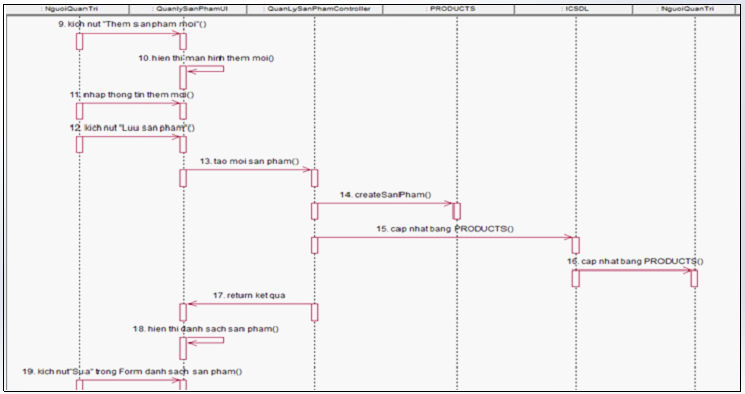 : NguoiQuanTri
: QuanlySanPhamUI
: QuanLySanPhamController
: PRODUCTS
: ICSDL
: NguoiQuanTri
9. kich nut "Them san pham moi"()
10. hien thi man hinh them moi()
11. nhap thong tin them moi()
12. kich nut "Luu san pham"()
13. tao moi san pham()
14. createSanlPham()
15. cap nhat bang PRODUCTS()
16. cap nhat bang PRODUCTS()
17. return ket qua
18. hien thi danh sach san pham()
19. kich nut"Sua" trong Form danh sach san pham()